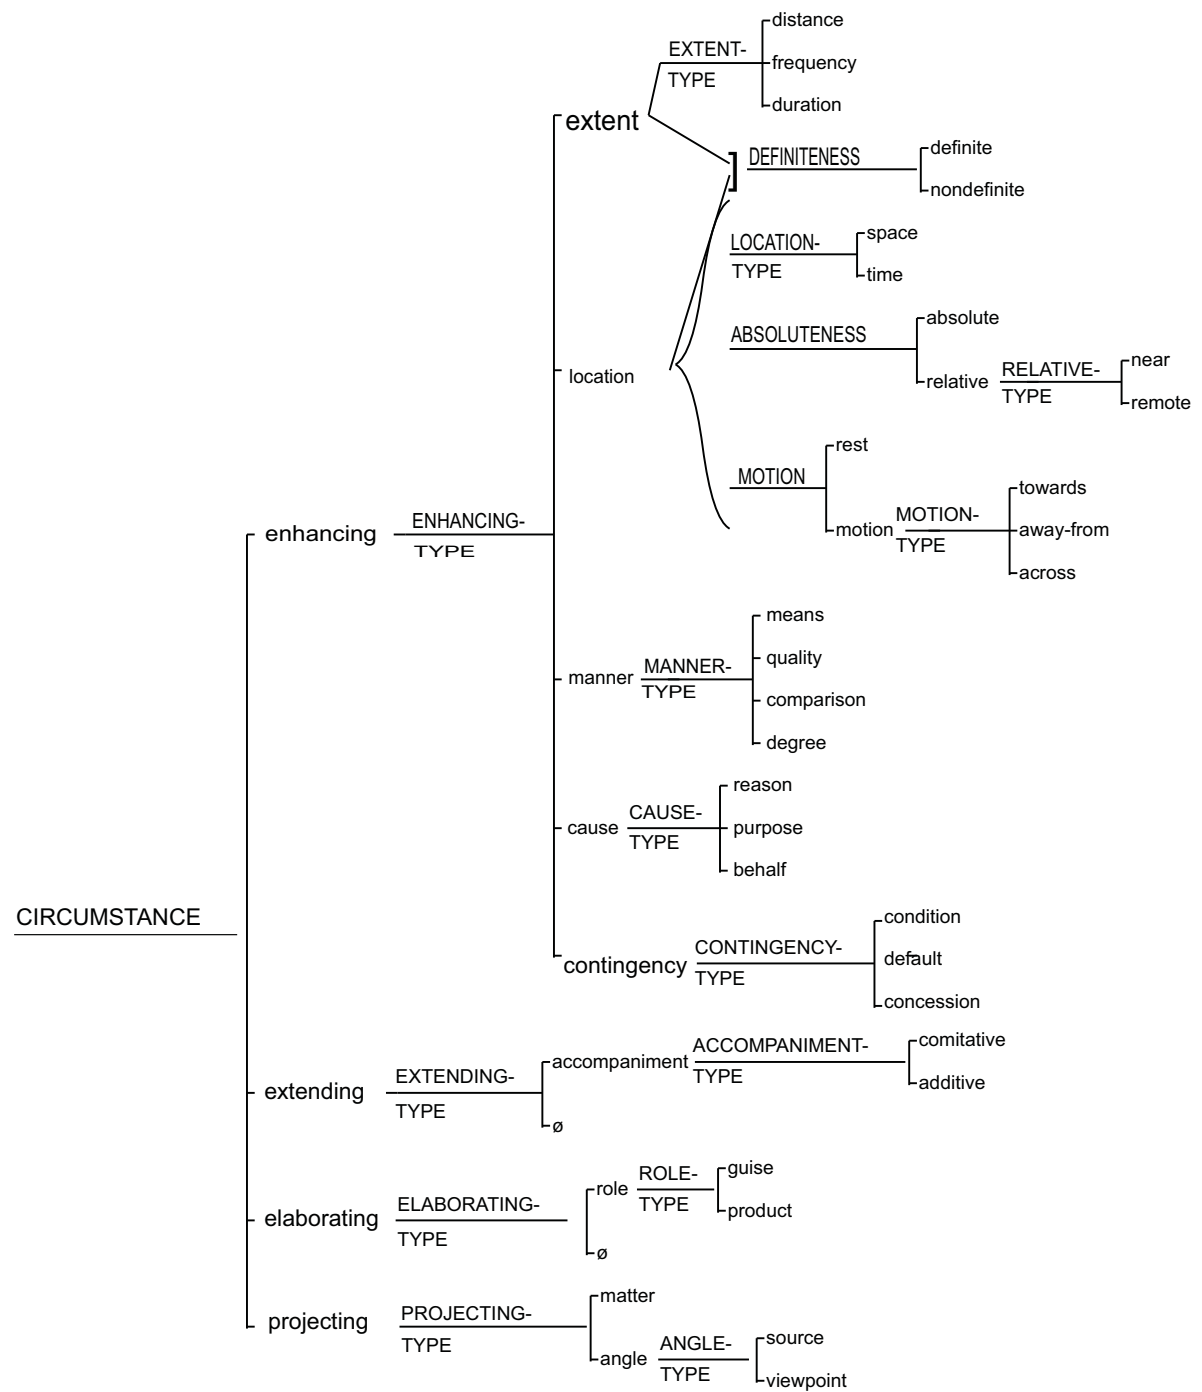 distance
EXTENT-
TYPE
frequency
duration
extent
DEFINITENESS
definite
nondefinite
LOCATION-
TYPE
space
time
ABSOLUTENESS
absolute
relative
RELATIVE-
TYPE
near
remote
location
rest
MOTION
motion
MOTION-
TYPE
towards
away-from
across
enhancing
ENHANCING-
TYPE
means
manner
MANNER-
TYPE
quality
comparison
degree
reason
cause
CAUSE-
TYPE
purpose
behalf
CIRCUMSTANCE
contingency
CONTINGENCY-
TYPE
condition
default
concession
extending
EXTENDING-
TYPE
accompaniment
ACCOMPANIMENT-
TYPE
comitative
additive
ø
elaborating
ELABORATING-
TYPE
role
ROLE-
TYPE
guise
product
ø
projecting
PROJECTING-
TYPE
matter
angle
ANGLE-
TYPE
source
viewpoint